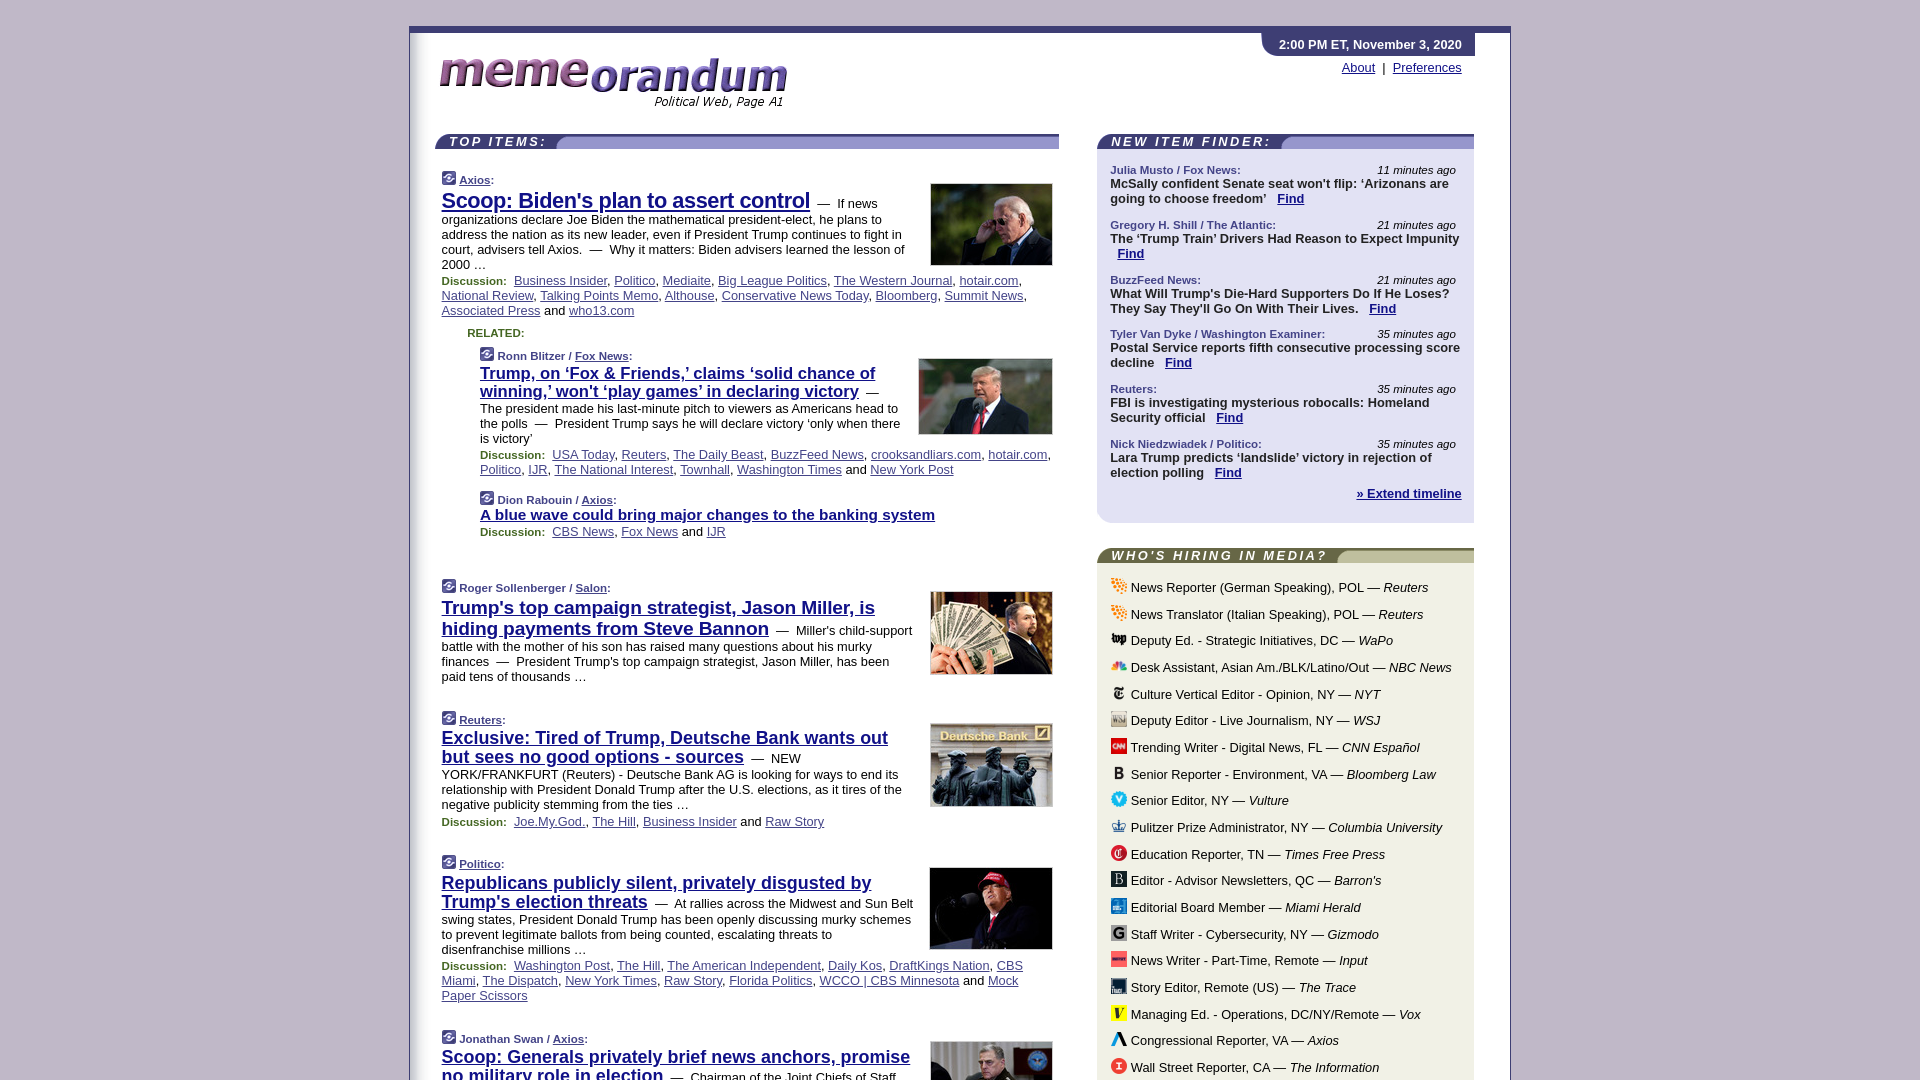 2:00 PM ET, November 3, 2020
About | Preferences
memeorandum
Political Web, Page A1
TOP ITEMS:
Axios:
Scoop: Biden's plan to assert control — If news
organizations declare Joe Biden the mathematical president-elect, he plans to
address the nation as its new leader, even if President Trump continues to fight in
court, advisers tell Axios. — Why it matters: Biden advisers learned the lesson of
2000 …
Discussion: Business Insider, Politico, Mediaite, Big League Politics, The Western Journal, hotair.com,
National Review, Talking Points Memo, Althouse, Conservative News Today, Bloomberg, Summit News,
Associated Press and who13.com
RELATED:
Ronn Blitzer / Fox News:
Trump, on ‘Fox & Friends,’ claims ‘solid chance of
winning,’ won't ‘play games’ in declaring victory —
The president made his last-minute pitch to viewers as Americans head to
the polls — President Trump says he will declare victory ‘only when there
is victory’
Discussion: USA Today, Reuters, The Daily Beast, BuzzFeed News, crooksandliars.com, hotair.com,
Politico, IJR, The National Interest, Townhall, Washington Times and New York Post
Dion Rabouin / Axios:
A blue wave could bring major changes to the banking system
Discussion: CBS News, Fox News and IJR
Roger Sollenberger / Salon:
Trump's top campaign strategist, Jason Miller, is
hiding payments from Steve Bannon — Miller's child-support
battle with the mother of his son has raised many questions about his murky
finances — President Trump's top campaign strategist, Jason Miller, has been
paid tens of thousands …
Reuters:
Exclusive: Tired of Trump, Deutsche Bank wants out
but sees no good options - sources — NEW
YORK/FRANKFURT (Reuters) - Deutsche Bank AG is looking for ways to end its
relationship with President Donald Trump after the U.S. elections, as it tires of the
negative publicity stemming from the ties …
Deutsche Bank
Discussion: Joe.My.God., The Hill, Business Insider and Raw Story
Politico:
Republicans publicly silent, privately disgusted by
Trump's election threats — At rallies across the Midwest and Sun Belt
swing states, President Donald Trump has been openly discussing murky schemes
to prevent legitimate ballots from being counted, escalating threats to
disenfranchise millions …
Discussion: Washington Post, The Hill, The American Independent, Daily Kos, DraftKings Nation, CBS
Miami, The Dispatch, New York Times, Raw Story, Florida Politics, WCCO | CBS Minnesota and Mock
Paper Scissors
Jonathan Swan / Axios:
Scoop: Generals privately brief news anchors, promise
no military role in election — Chairman of the Joint Chiefs of Staff
NEW ITEM FINDER:
Julia Musto / Fox News: 11 minutes ago
McSally confident Senate seat won't flip: ‘Arizonans are
going to choose freedom’ Find
Gregory H. Shill / The Atlantic: 21 minutes ago
The ‘Trump Train’ Drivers Had Reason to Expect Impunity
Find
BuzzFeed News: 21 minutes ago
What Will Trump's Die-Hard Supporters Do If He Loses?
They Say They'll Go On With Their Lives. Find
Tyler Van Dyke / Washington Examiner: 35 minutes ago
Postal Service reports fifth consecutive processing score
decline Find
Reuters: 35 minutes ago
FBI is investigating mysterious robocalls: Homeland
Security official Find
Nick Niedzwiadek / Politico: 35 minutes ago
Lara Trump predicts ‘landslide’ victory in rejection of
election polling Find
» Extend timeline
WHO'S HIRING IN MEDIA?
News Reporter (German Speaking), POL — Reuters
News Translator (Italian Speaking), POL — Reuters
wp Deputy Ed. - Strategic Initiatives, DC — WaPo
Desk Assistant, Asian Am./BLK/Latino/Out — NBC News
Culture Vertical Editor - Opinion, NY — NYT
WSJ Deputy Editor - Live Journalism, NY — WSJ
CNN Trending Writer - Digital News, FL — CNN Español
B Senior Reporter - Environment, VA — Bloomberg Law
Senior Editor, NY — Vulture
Pulitzer Prize Administrator, NY — Columbia University
Education Reporter, TN — Times Free Press
B Editor - Advisor Newsletters, QC — Barron's
Editorial Board Member — Miami Herald
G Staff Writer - Cybersecurity, NY — Gizmodo
News Writer - Part-Time, Remote — Input
Story Editor, Remote (US) — The Trace
V Managing Ed. - Operations, DC/NY/Remote — Vox
Congressional Reporter, VA — Axios
I Wall Street Reporter, CA — The Information